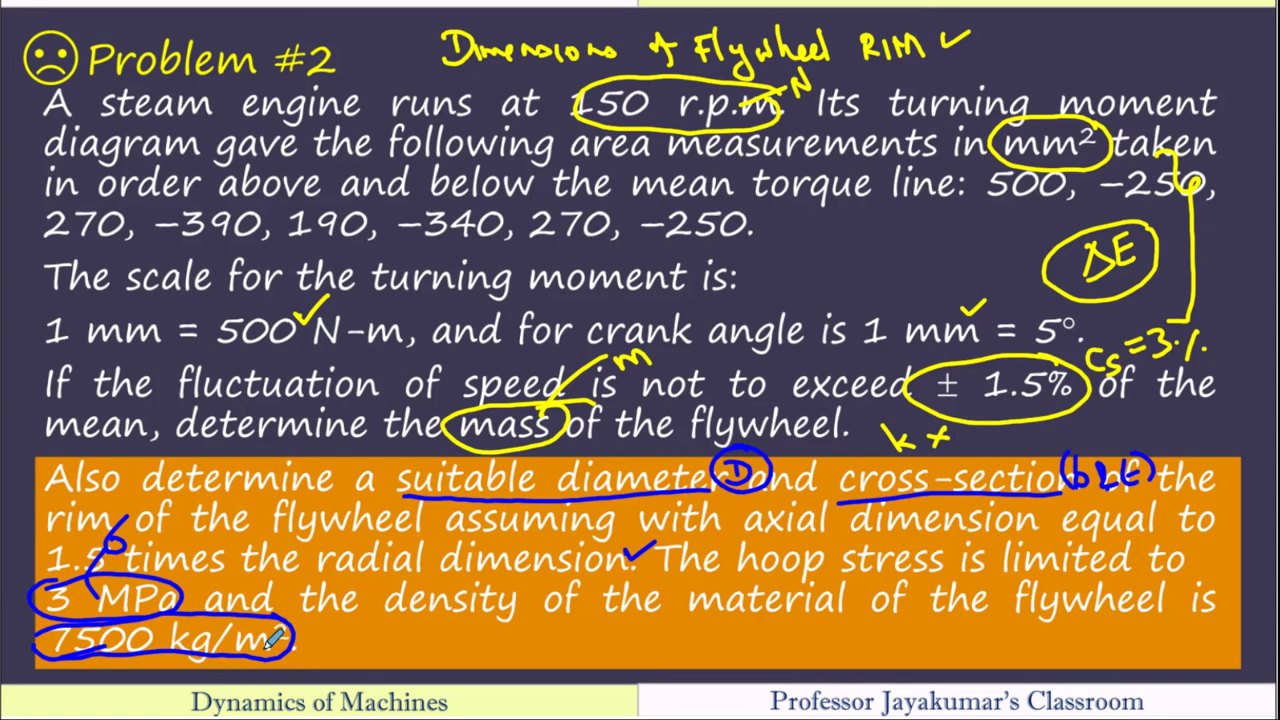 Problem #2 Dimensions of Flywheel RIM ✓
A steam engine runs at 150 r.p.m. N Its turning moment
diagram gave the following area measurements in mm² taken
in order above and below the mean torque line: 500, −250,
270, −390, 190, −340, 270, −250.
ΔE
The scale for the turning moment is:
1 mm = 500 N-m, and for crank angle is 1 mm = 5°.
Cs = 3%
m
If the fluctuation of speed is not to exceed ± 1.5% of the
mean, determine the mass of the flywheel.
k ×
Also determine a suitable diameter (D) and cross-section (b & t) of the
rim of the flywheel assuming with axial dimension equal to
1.5 times the radial dimension. The hoop stress is limited to
σ
3 MPa and the density of the material of the flywheel is
7500 kg/m².
Dynamics of Machines
Professor Jayakumar's Classroom